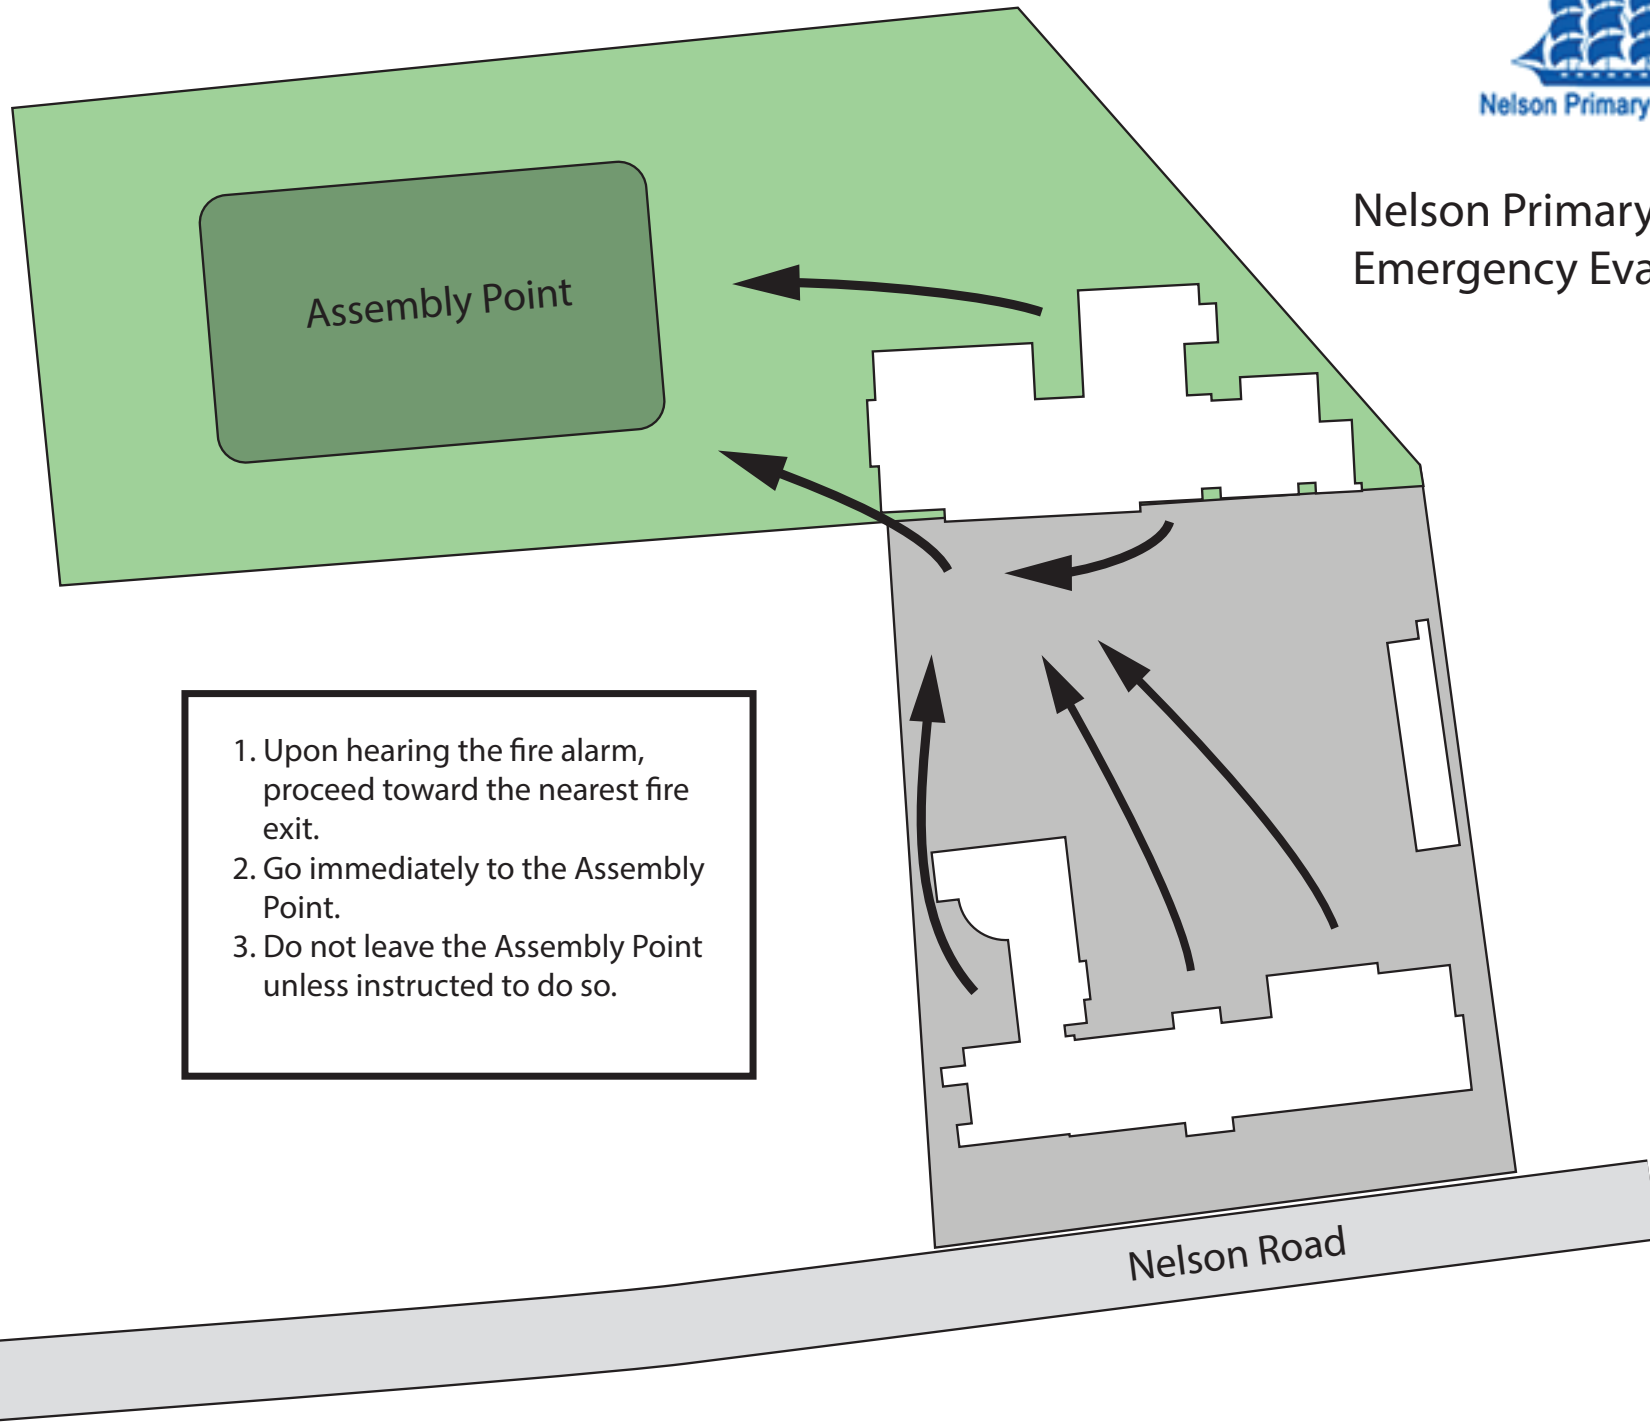 Nelson Primary
Nelson Primary
Emergency Eva
Assembly Point
1. Upon hearing the fire alarm,
proceed toward the nearest fire
exit.
2. Go immediately to the Assembly
Point.
3. Do not leave the Assembly Point
unless instructed to do so.
Nelson Road